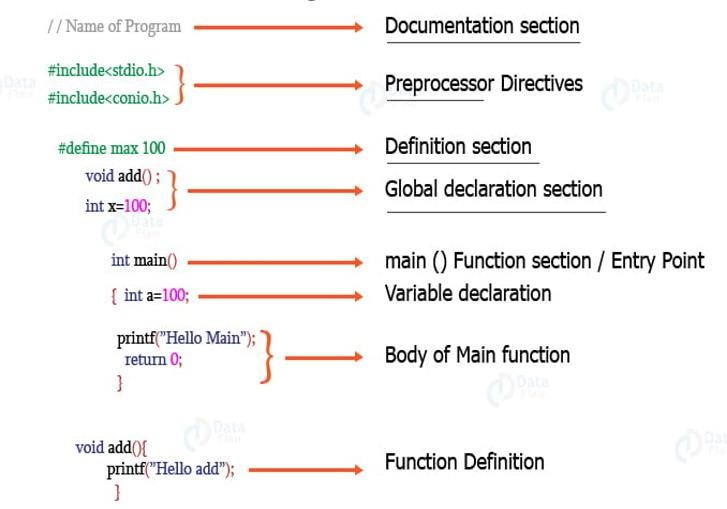 // Name of Program Documentation section
#include<stdio.h>
#include<conio.h> Preprocessor Directives
#define max 100 Definition section
void add() ;
int x=100; Global declaration section
int main() main () Function section / Entry Point
{ int a=100; Variable declaration
printf("Hello Main");
return 0; Body of Main function
}
void add(){
printf("Hello add"); Function Definition
}
Data
Flair